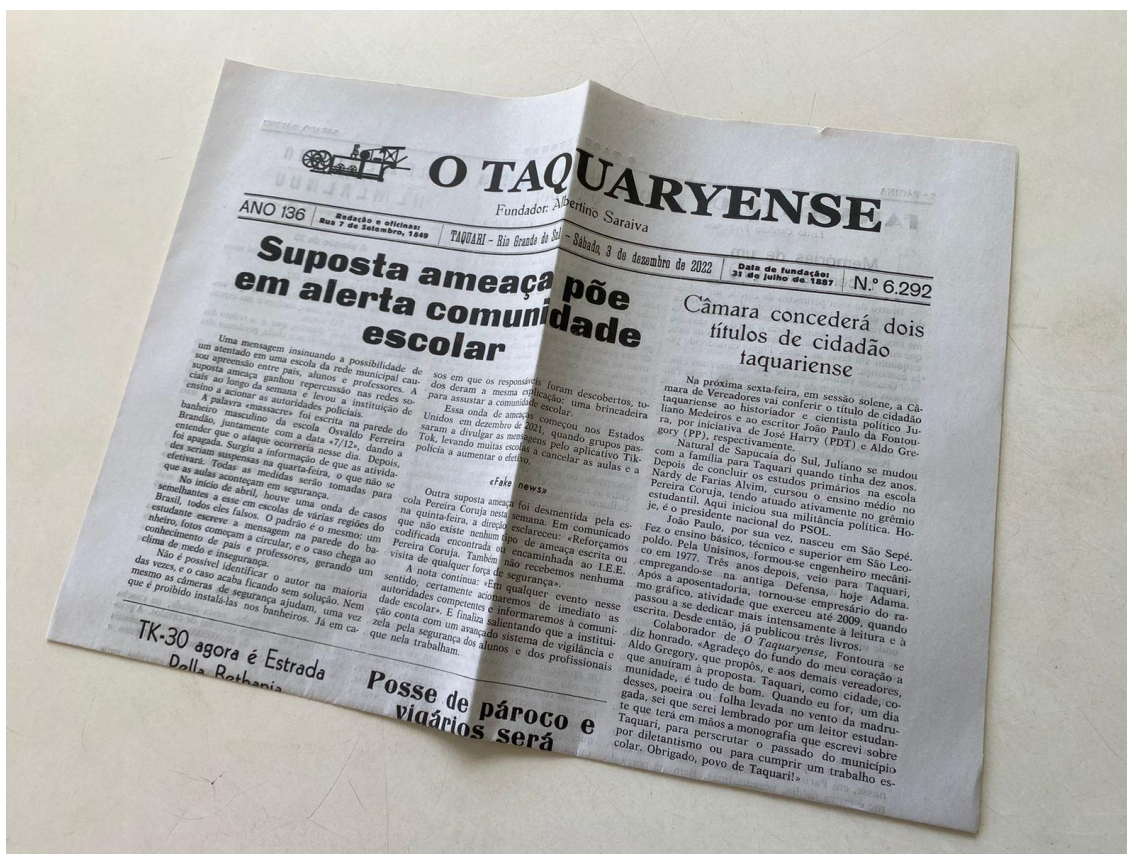 O TAQUARYENSE
Fundador: Albertino Saraiva
ANO 136
Redação e oficinas:
Rua 7 de Setembro, 1849
TAQUARI - Rio Grande do Sul - Sábado, 3 de dezembro de 2022
Data de fundação:
31 de julho de 1887
N.º 6.292
Suposta ameaça põe
em alerta comunidade
escolar
Uma mensagem insinuando a possibilidade de
um atentado em uma escola da rede municipal cau-
sou apreensão entre pais, alunos e professores. A
suposta ameaça ganhou repercussão nas redes so-
ciais ao longo da semana e levou a instituição de
ensino a acionar as autoridades policiais.
A palavra «massacre» foi escrita na parede do
banheiro masculino da escola Osvaldo Ferreira
Brandão, juntamente com a data «7/12», dando a
entender que o ataque ocorreria nesse dia. Depois,
foi apagada. Surgiu a informação de que as ativida-
des seriam suspensas na quarta-feira, o que não se
efetivará. Todas as medidas serão tomadas para
que as aulas aconteçam em segurança.
No início de abril, houve uma onda de casos
semelhantes a esse em escolas de várias regiões do
Brasil, todos eles falsos. O padrão é o mesmo: um
estudante escreve a mensagem na parede do ba-
nheiro, fotos começam a circular, e o caso chega ao
conhecimento de pais e professores, gerando um
clima de medo e insegurança.
Não é possível identificar o autor na maioria
das vezes, e o caso acaba ficando sem solução. Nem
mesmo as câmeras de segurança ajudam, uma vez
que é proibido instalá-las nos banheiros. Já em ca-
sos em que os responsáveis foram descobertos, to-
dos deram a mesma explicação: uma brincadeira
para assustar a comunidade escolar.
Essa onda de ameaças começou nos Estados
Unidos em dezembro de 2021, quando grupos pas-
saram a divulgar as mensagens pelo aplicativo Tik-
Tok, levando muitas escolas a cancelar as aulas e a
polícia a aumentar o efetivo.
«Fake news»
Outra suposta ameaça foi desmentida pela es-
cola Pereira Coruja nesta semana. Em comunicado
na quinta-feira, a direção esclareceu: «Reforçamos
que não existe nenhum tipo de ameaça escrita ou
codificada, encontrada ou encaminhada ao I.E.E.
Pereira Coruja. Também não recebemos nenhuma
visita de qualquer força de segurança».
A nota continua: «Em qualquer evento nesse
sentido, certamente acionaremos de imediato as
autoridades competentes e informaremos à comuni-
dade escolar». E finaliza salientando que a institui-
ção conta com um avançado sistema de vigilância e
zela pela segurança dos alunos e dos profissionais
que nela trabalham.
Câmara concederá dois
títulos de cidadão
taquariense
Na próxima sexta-feira, em sessão solene, a Câ-
mara de Vereadores vai conferir o título de cidadão
taquariense ao historiador e cientista político Ju-
liano Medeiros e ao escritor João Paulo da Fontou-
ra, por iniciativa de José Harry (PDT) e Aldo Gre-
gory (PP), respectivamente.
Natural de Sapucaia do Sul, Juliano se mudou
com a família para Taquari quando tinha dez anos.
Depois de concluir os estudos primários na escola
Nardy de Farias Alvim, cursou o ensino médio no
Pereira Coruja, tendo atuado ativamente no grêmio
estudantil. Aqui iniciou sua militância política. Ho-
je, é o presidente nacional do PSOL.
João Paulo, por sua vez, nasceu em São Sepé.
Fez o ensino básico, técnico e superior em São Leo-
poldo. Pela Unisinos, formou-se engenheiro mecâni-
co em 1977. Três anos depois, veio para Taquari,
empregando-se na antiga Defensa, hoje Adama.
Após a aposentadoria, tornou-se empresário do ra-
mo gráfico, atividade que exerceu até 2009, quando
passou a se dedicar mais intensamente à leitura e à
escrita. Desde então, já publicou três livros.
Colaborador de O Taquaryense, Fontoura se
diz honrado. «Agradeço do fundo do meu coração a
Aldo Gregory, que propôs, e aos demais vereadores,
que anuíram à proposta. Taquari, como cidade, co-
munidade, é tudo de bom. Quando eu for, um dia
desses, poeira ou folha levada no vento da madru-
gada, sei que serei lembrado por um leitor estudan-
te que terá em mãos a monografia que escrevi sobre
Taquari, para perscrutar o passado do município
por diletantismo ou para cumprir um trabalho es-
colar. Obrigado, povo de Taquari!»
TK-30 agora é Estrada
Della Bethania
Posse de pároco e
vigários será